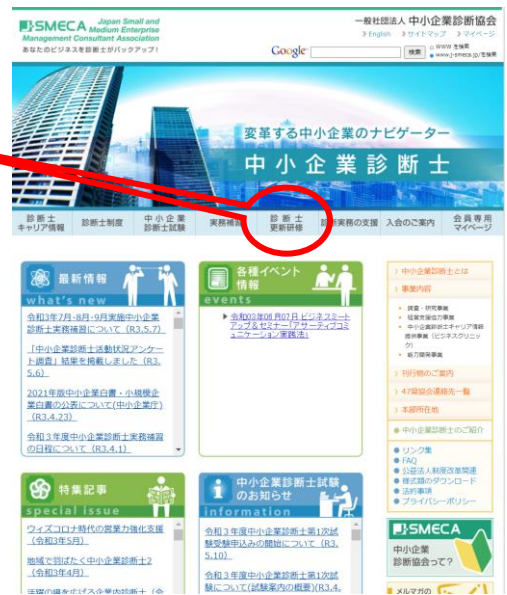 J-SMECA Japan Small and Medium Enterprise
Management Consultant Association
あなたのビジネスを診断士がバックアップ!
一般社団法人 中小企業診断協会
English サイトマップ マイページ
Google 検索 WWW を検索
www.j-smeca.jp/を検索
変革する中小企業のナビゲーター
中小企業診断士
診断士キャリア情報
診断士制度
中小企業診断士試験
実務補習
診断士更新研修
診断実務の支援
入会のご案内
会員専用マイページ
最新情報
what's new
令和3年7月・8月・9月実施中小企業
診断士実務補習について (R3.5.7)
「中小企業診断士活動状況アンケー
ト調査」結果を掲載しました (R3.
5.6)
2021年版中小企業白書・小規模企
業白書の公表について(中小企業庁)
(R3.4.23)
令和3年度中小企業診断士実務補習
の日程について (R3.4.1)
各種イベント情報
events
令和03年06月07日 ビジネスミート
アップ&セミナー「アサーティブコミ
ュニケーション実践法」
中小企業診断士とは
事業内容
調査・研究事業
経営支援協力事業
中小企業診断士キャリア情報
提供事業(ビジネスクリニッ
ク)
能力開発事業
刊行物のご案内
47県協会連絡先一覧
本部所在地
中小企業診断士のご紹介
リンク集
FAQ
公益法人制度改革関連
様式類のダウンロード
法的事項
プライバシーポリシー
特集記事
special issue
ウィズコロナ時代の営業力強化支援
(令和3年5月)
地域で羽ばたく中小企業診断士2
(令和3年4月)
活躍の場を広げる企業内診断士(令
中小企業診断士試験
のお知らせ
information
令和3年度中小企業診断士第1次試
験受験申込みの開始について (R3.
5.10)
令和3年度中小企業診断士第1次試
験について(試験案内の概要)(R3.4.
J-SMECA
中小企業
診断協会って?
メルマガの